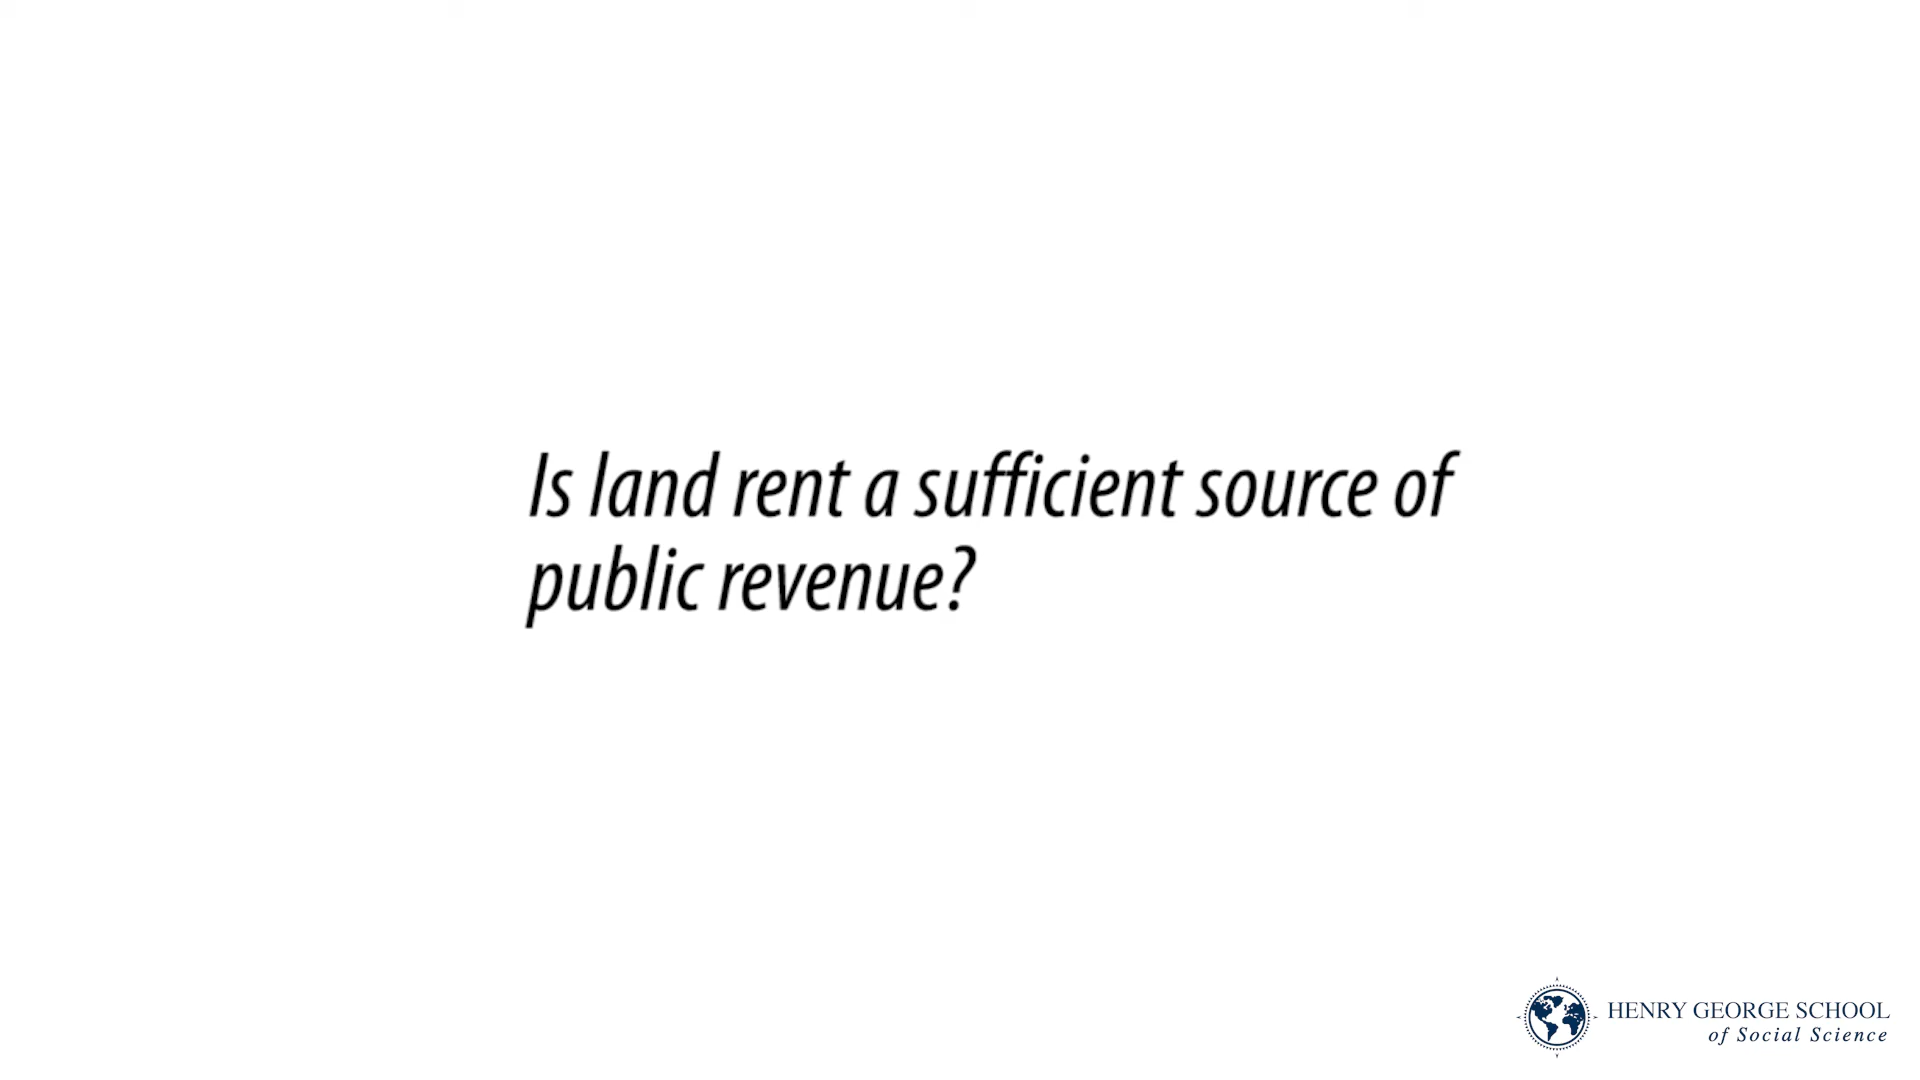 Is land rent a sufficient source of
public revenue?
HENRY GEORGE SCHOOL
of Social Science